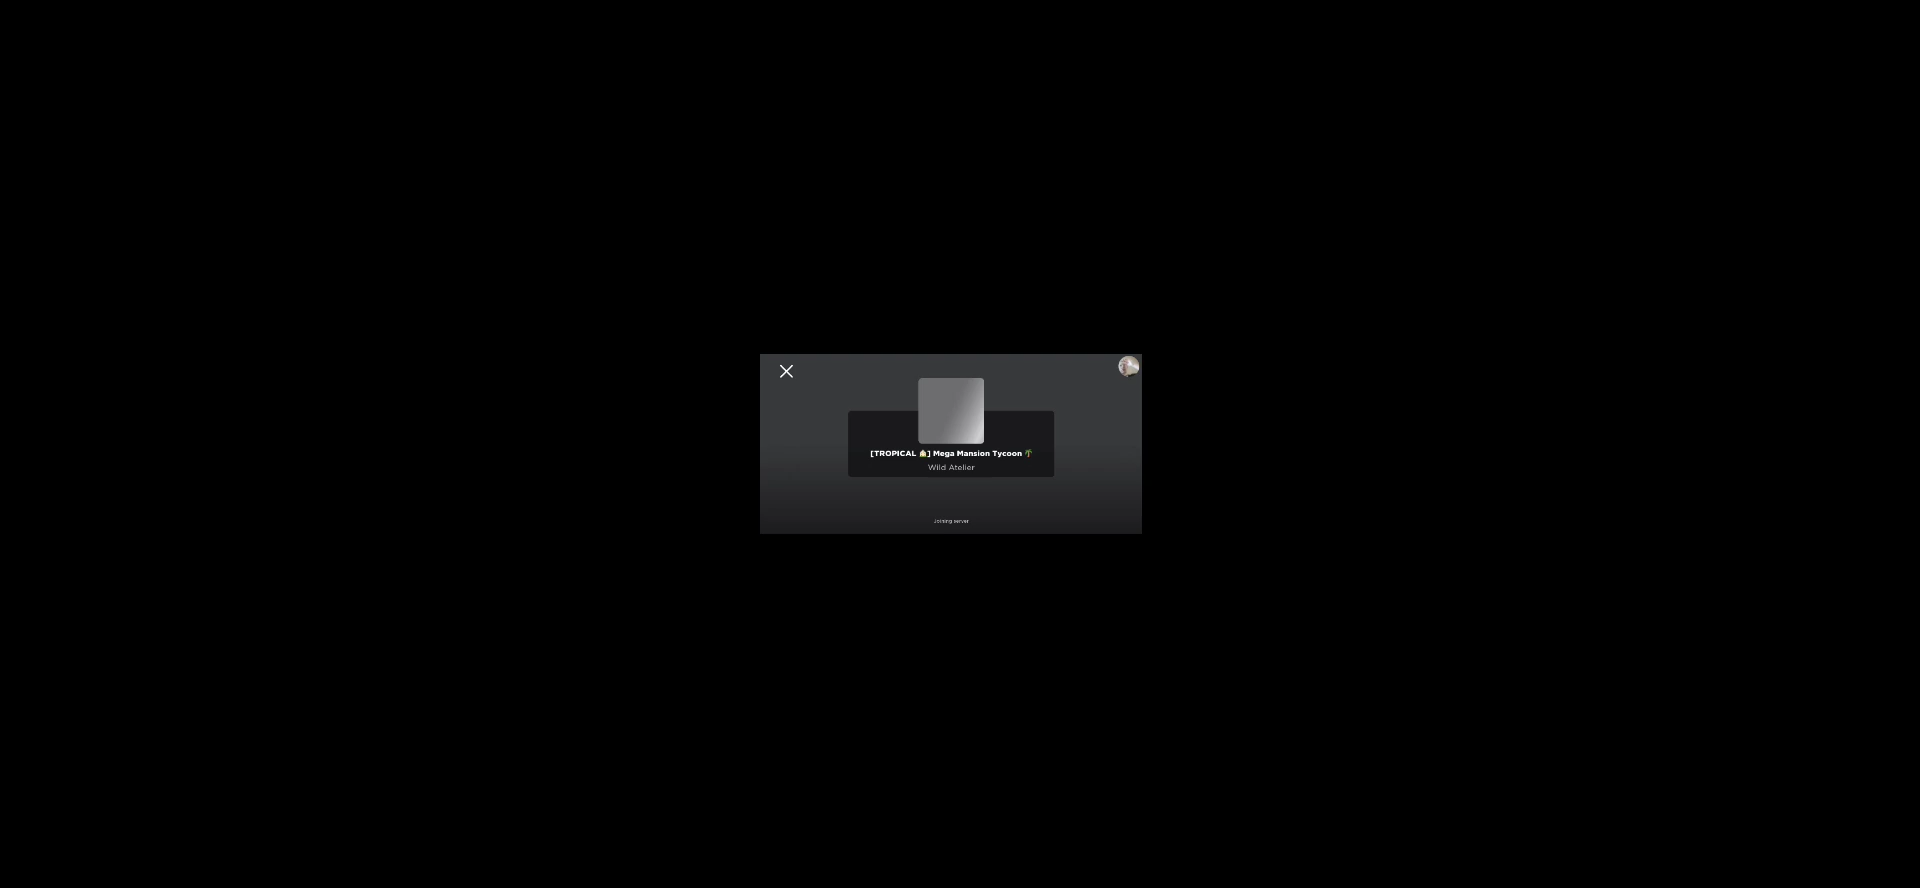 [TROPICAL 🏠] Mega Mansion Tycoon 🌴
Wild Atelier
Joining server